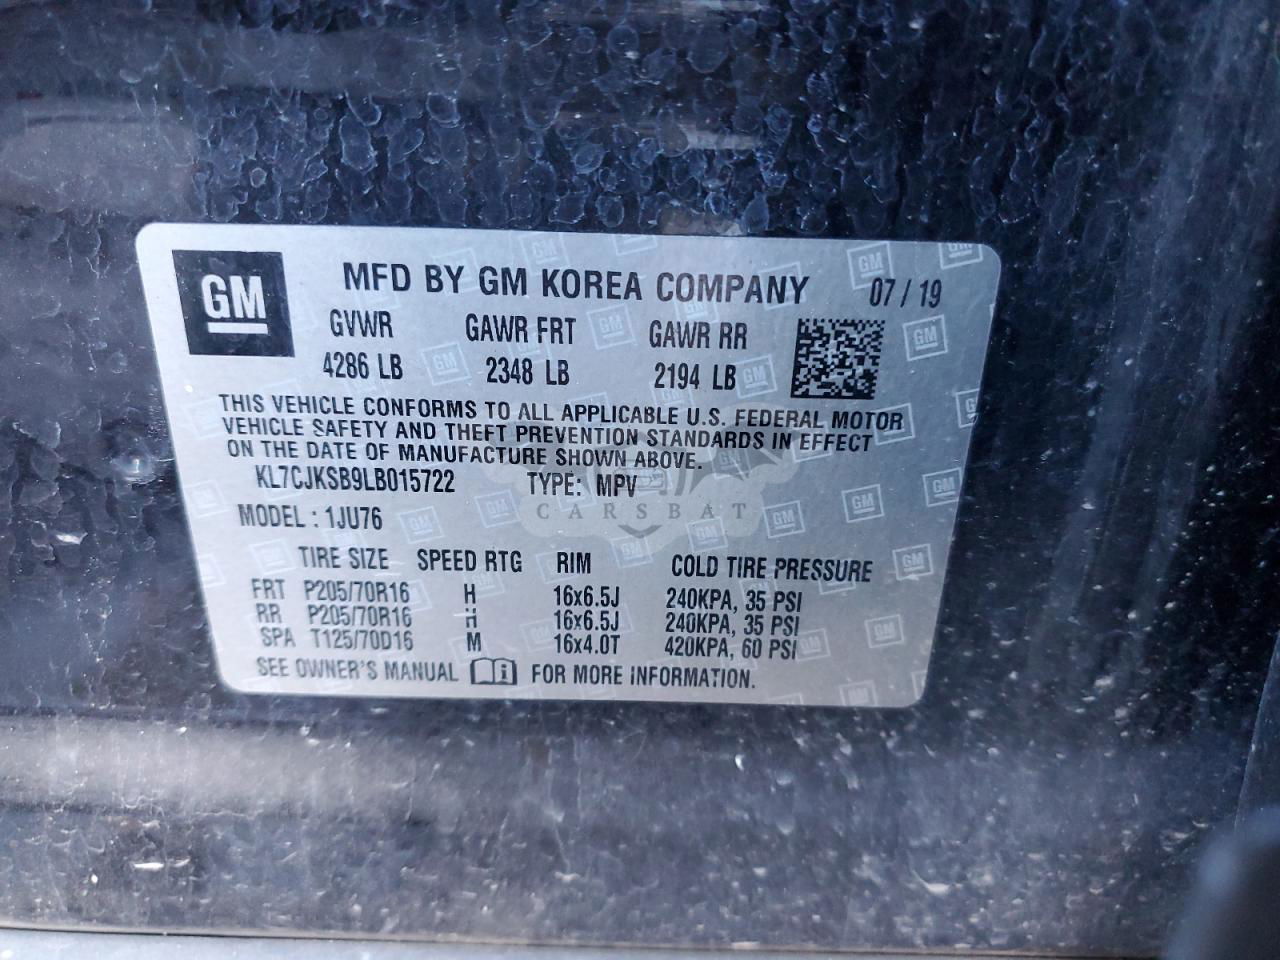 GM
MFD BY GM KOREA COMPANY 07 / 19
GVWR GAWR FRT GAWR RR
4286 LB 2348 LB 2194 LB
THIS VEHICLE CONFORMS TO ALL APPLICABLE U.S. FEDERAL MOTOR
VEHICLE SAFETY AND THEFT PREVENTION STANDARDS IN EFFECT
ON THE DATE OF MANUFACTURE SHOWN ABOVE.
KL7CJKSB9LB015722 TYPE: MPV
CARSBAT
MODEL : 1JU76
TIRE SIZE SPEED RTG RIM COLD TIRE PRESSURE
FRT P205/70R16 H 16x6.5J 240KPA, 35 PSI
RR P205/70R16 H 16x6.5J 240KPA, 35 PSI
SPA T125/70D16 M 16x4.0T 420KPA, 60 PSI
SEE OWNER'S MANUAL i FOR MORE INFORMATION.